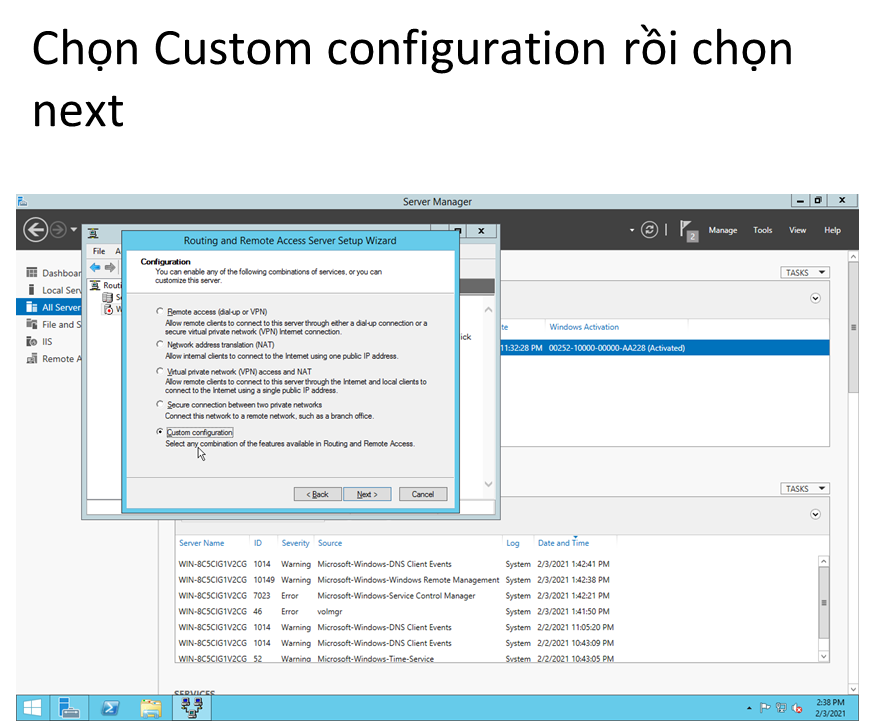 Chọn Custom configuration rồi chọn
next
Server Manager
2
Manage
Tools
View
Help
Dashboar
Local Serv
All Server
File and S
IIS
Remote A
File
A
Routi
Se
W
Routing and Remote Access Server Setup Wizard
Configuration
You can enable any of the following combinations of services, or you can
customize this server.
Remote access (dial-up or VPN)
Allow remote clients to connect to this server through either a dial-up connection or a
secure virtual private network (VPN) Internet connection.
Network address translation (NAT)
Allow internal clients to connect to the Internet using one public IP address.
Virtual private network (VPN) access and NAT
Allow remote clients to connect to this server through the Internet and local clients to
connect to the Internet using a single public IP address.
Secure connection between two private networks
Connect this network to a remote network, such as a branch office.
Custom configuration
Select any combination of the features available in Routing and Remote Access.
< Back
Next >
Cancel
ick
TASKS
te
Windows Activation
11:32:28 PM 00252-10000-00000-AA228 (Activated)
TASKS
Server Name ID Severity Source Log Date and Time
WIN-8C5CIG1V2CG 1014 Warning Microsoft-Windows-DNS Client Events System 2/3/2021 1:42:41 PM
WIN-8C5CIG1V2CG 10149 Warning Microsoft-Windows-Windows Remote Management System 2/3/2021 1:42:38 PM
WIN-8C5CIG1V2CG 7023 Error Microsoft-Windows-Service Control Manager System 2/3/2021 1:42:21 PM
WIN-8C5CIG1V2CG 46 Error volmgr System 2/3/2021 1:41:50 PM
WIN-8C5CIG1V2CG 1014 Warning Microsoft-Windows-DNS Client Events System 2/2/2021 11:05:20 PM
WIN-8C5CIG1V2CG 1014 Warning Microsoft-Windows-DNS Client Events System 2/2/2021 10:43:09 PM
WIN-8C5CIG1V2CG 52 Warning Microsoft-Windows-Time-Service System 2/2/2021 10:43:05 PM
SERVICES
2:38 PM
2/3/2021